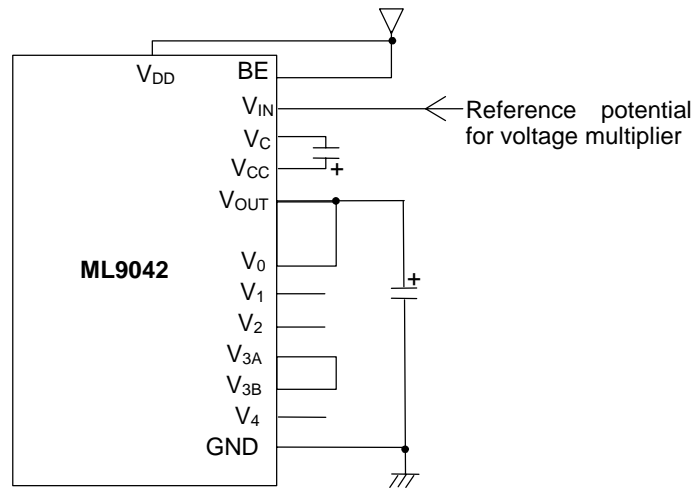 VDD
BE
VIN
Reference potential
for voltage multiplier
VC
VCC
+
VOUT
ML9042
V0
+
V1
V2
V3A
V3B
V4
GND